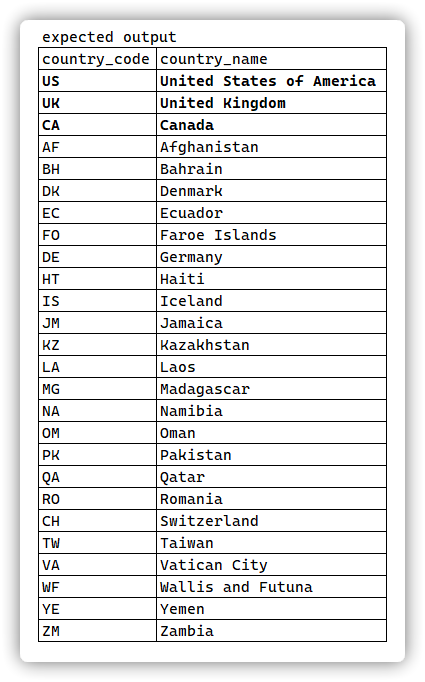 expected output
country_code country_name
US United States of America
UK United Kingdom
CA Canada
AF Afghanistan
BH Bahrain
DK Denmark
EC Ecuador
FO Faroe Islands
DE Germany
HT Haiti
IS Iceland
JM Jamaica
KZ Kazakhstan
LA Laos
MG Madagascar
NA Namibia
OM Oman
PK Pakistan
QA Qatar
RO Romania
CH Switzerland
TW Taiwan
VA Vatican City
WF Wallis and Futuna
YE Yemen
ZM Zambia